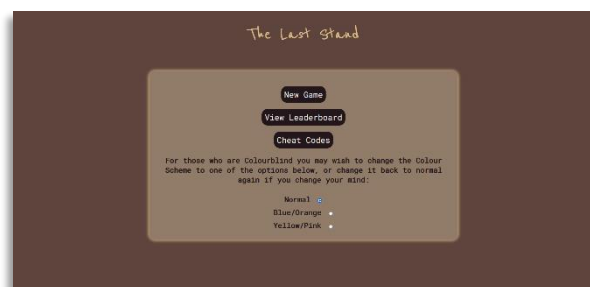 The Last Stand
New Game
View Leaderboard
Cheat Codes
For those who are Colourblind you may wish to change the Colour
Scheme to one of the options below, or change it back to normal
again if you change your mind:
Normal
Blue/Orange
Yellow/Pink